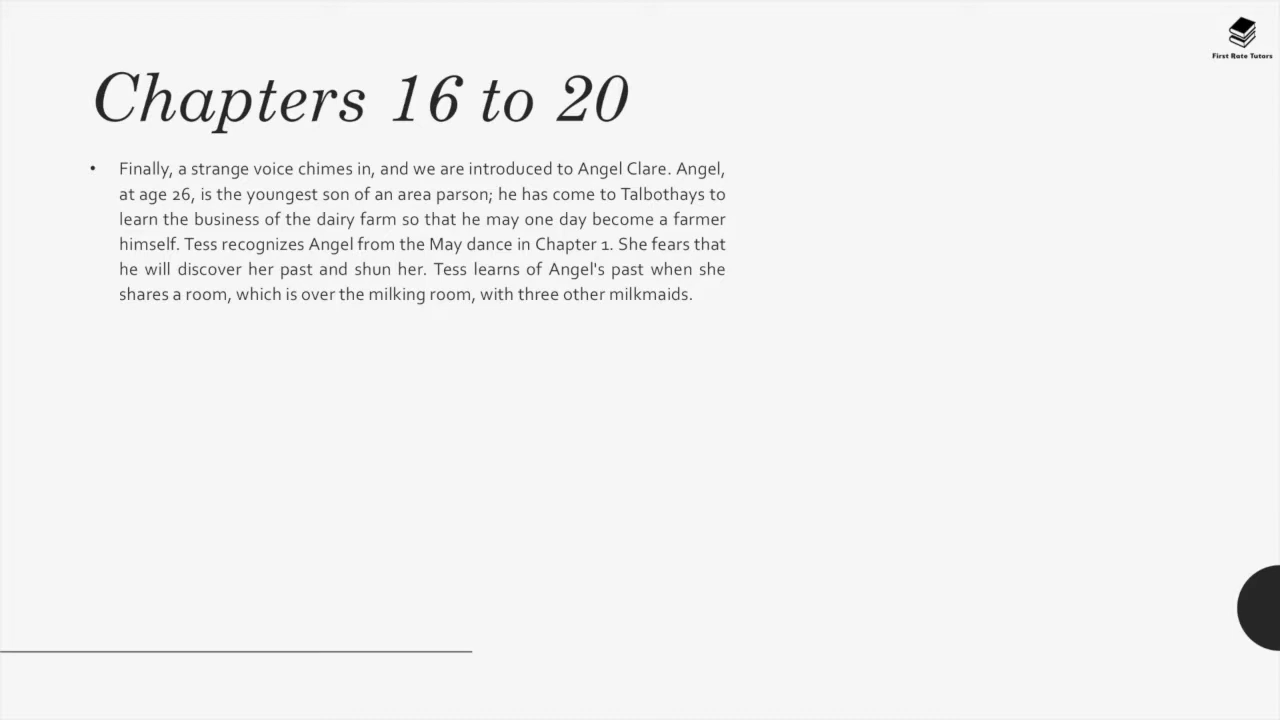 First Rate Tutors
Chapters 16 to 20
• Finally, a strange voice chimes in, and we are introduced to Angel Clare. Angel,
at age 26, is the youngest son of an area parson; he has come to Talbothays to
learn the business of the dairy farm so that he may one day become a farmer
himself. Tess recognizes Angel from the May dance in Chapter 1. She fears that
he will discover her past and shun her. Tess learns of Angel's past when she
shares a room, which is over the milking room, with three other milkmaids.